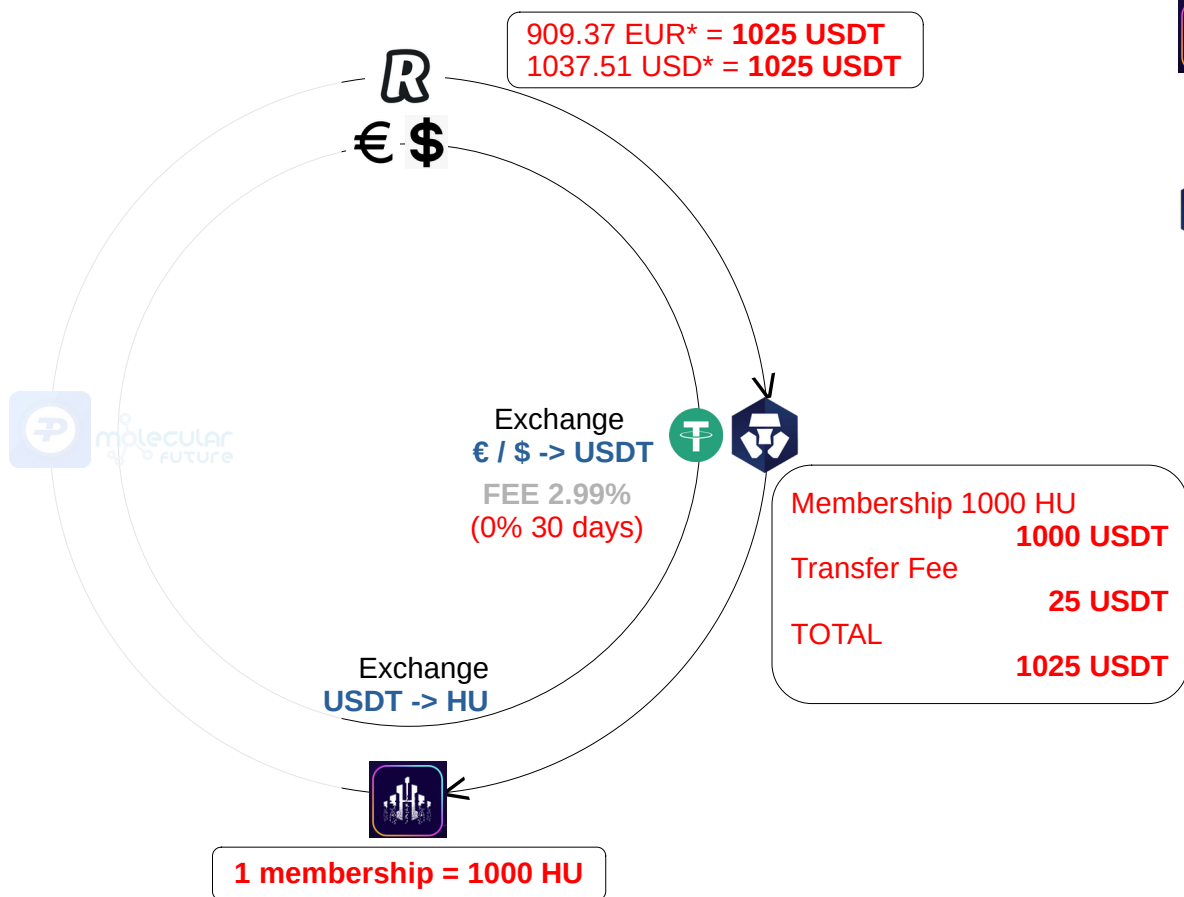 909.37 EUR* = 1025 USDT
1037.51 USD* = 1025 USDT
R
€ $
molecular
FUTURE
Exchange
€ / $ -> USDT
FEE 2.99%
(0% 30 days)
Membership 1000 HU
1000 USDT
Transfer Fee
25 USDT
TOTAL
1025 USDT
Exchange
USDT -> HU
1 membership = 1000 HU